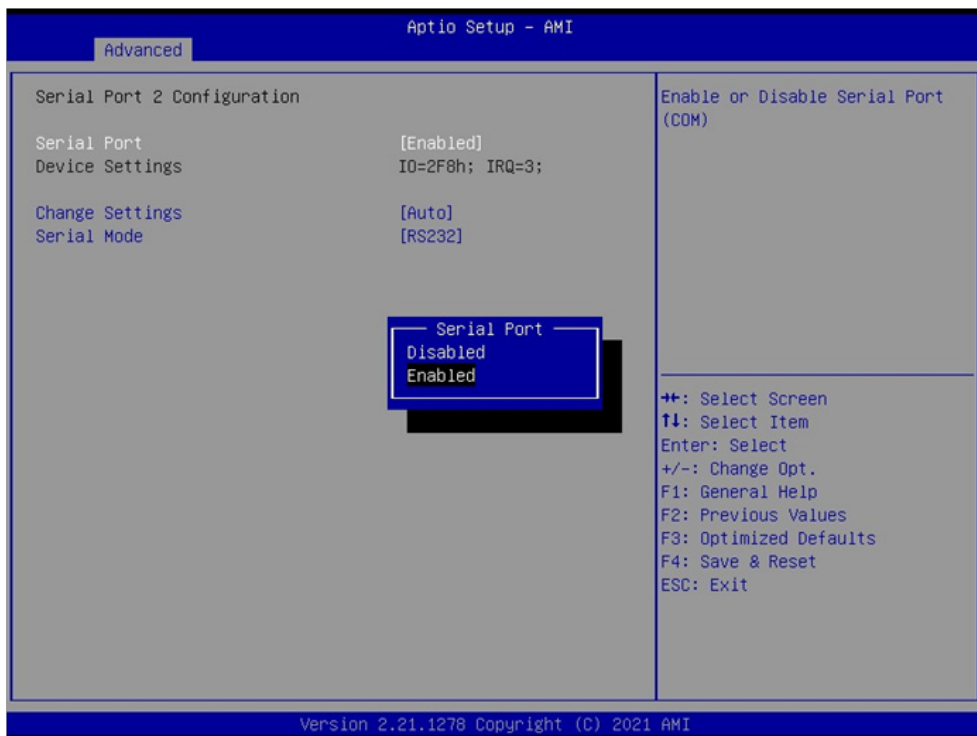 Aptio Setup – AMI
Advanced
Serial Port 2 Configuration
Serial Port [Enabled]
Device Settings IO=2F8h; IRQ=3;
Change Settings [Auto]
Serial Mode [RS232]
Serial Port
Disabled
Enabled
Enable or Disable Serial Port
(COM)
→←: Select Screen
↑↓: Select Item
Enter: Select
+/-: Change Opt.
F1: General Help
F2: Previous Values
F3: Optimized Defaults
F4: Save & Reset
ESC: Exit
Version 2.21.1278 Copyright (C) 2021 AMI